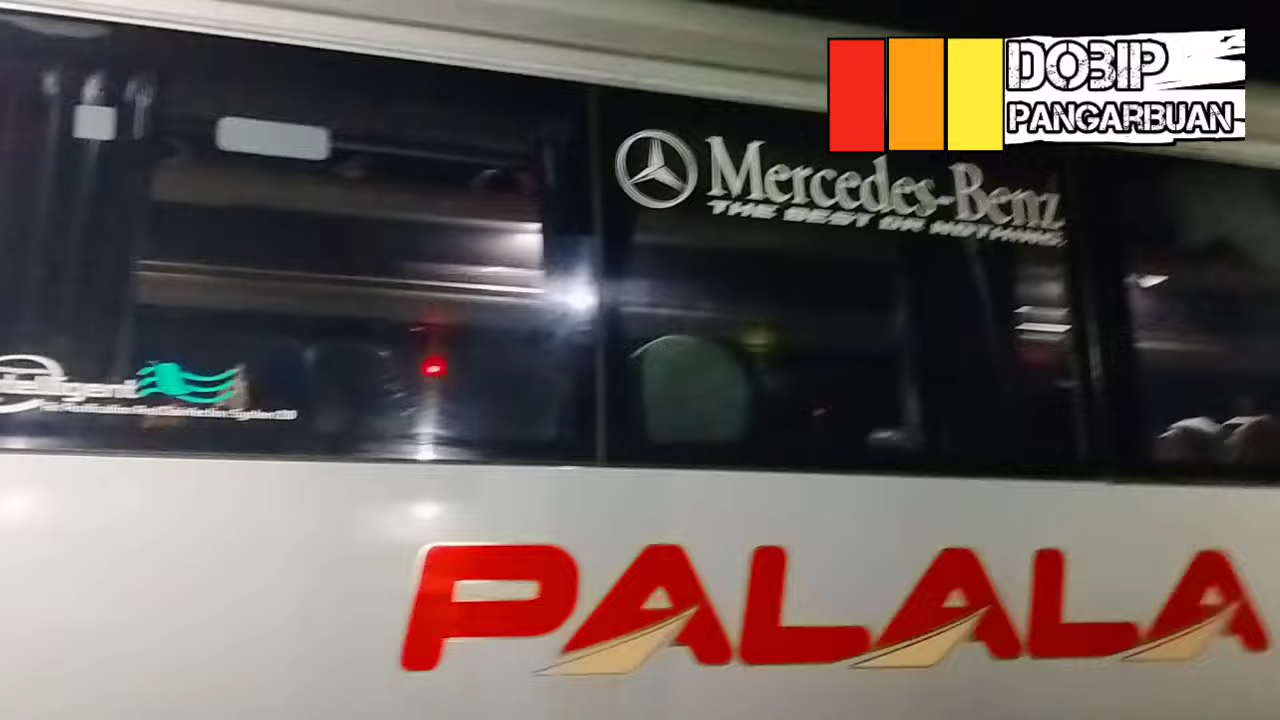 DOBIP
PANGARBUAN
Mercedes-Benz
THE BEST OR NOTHING
PALALA